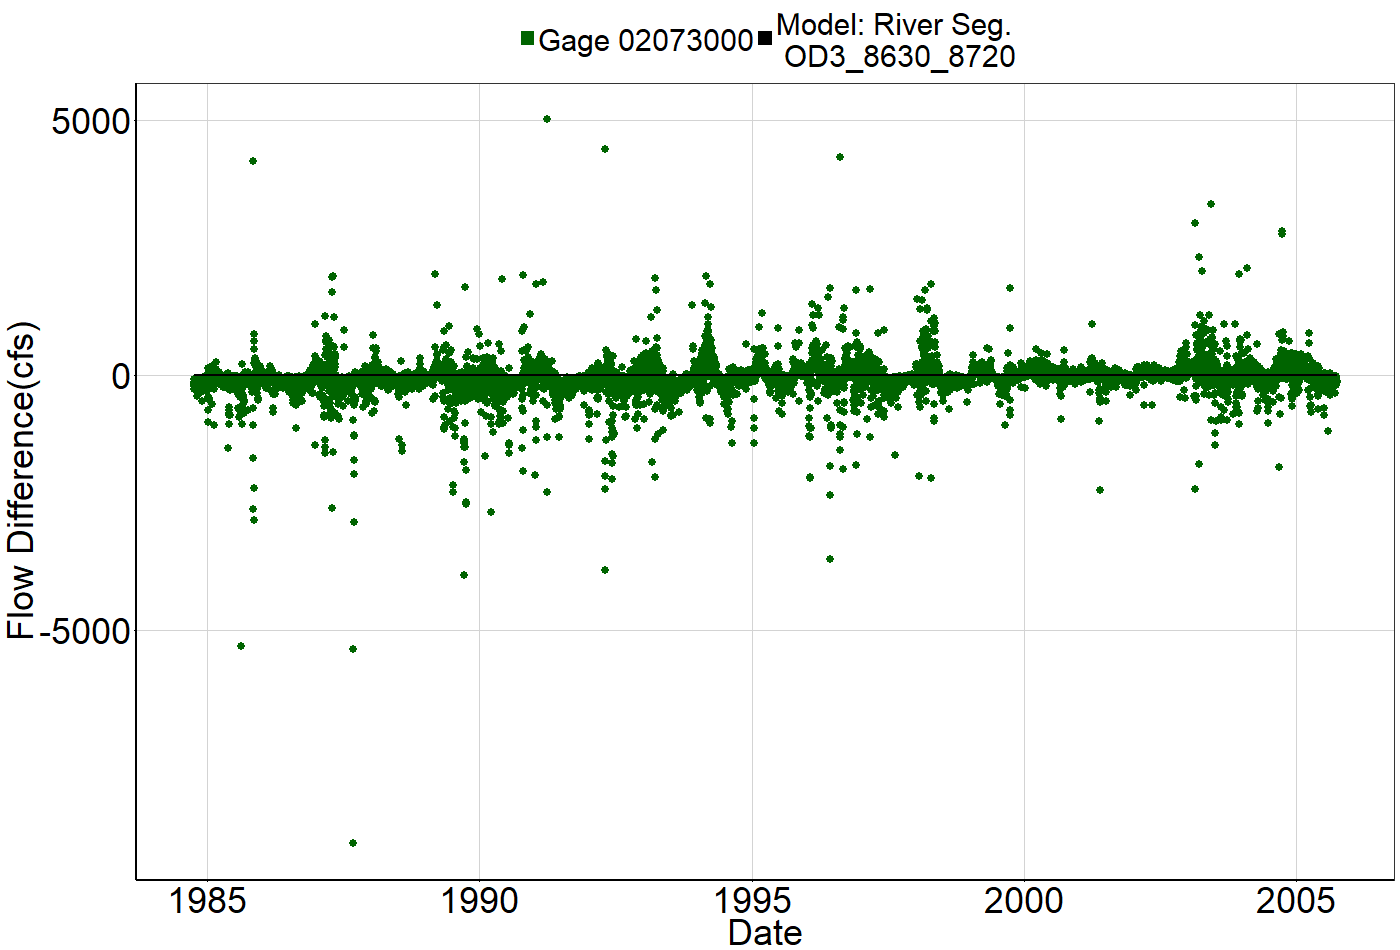 Gage 02073000
Model: River Seg.
OD3_8630_8720
Flow Difference(cfs)
5000
0
-5000
1985
1990
1995
2000
2005
Date